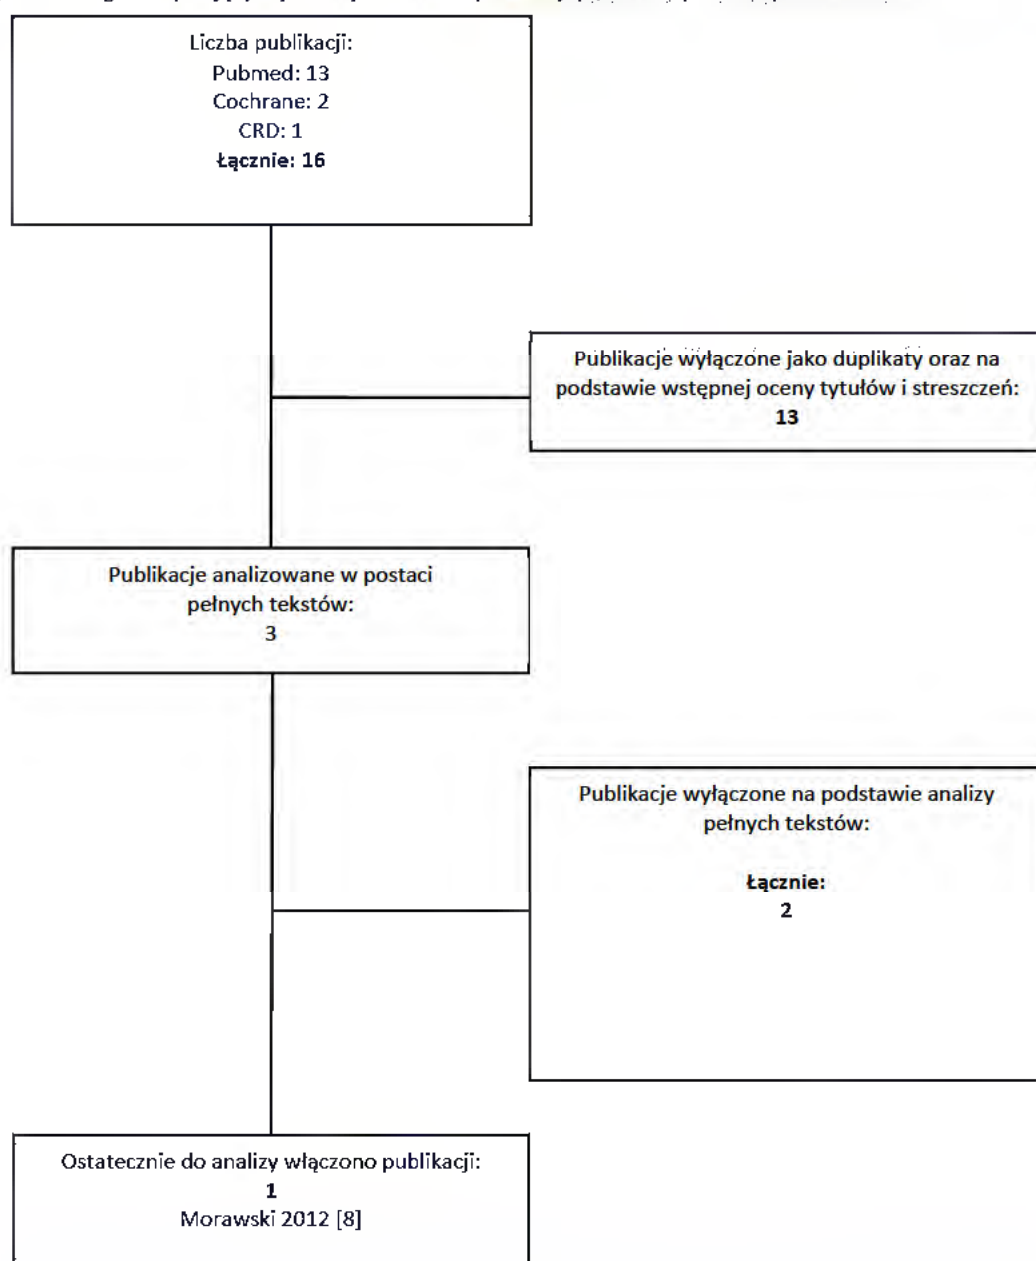 Liczba publikacji:
Pubmed: 13
Cochrane: 2
CRD: 1
Łącznie: 16
Publikacje wyłączone jako duplikaty oraz na
podstawie wstępnej oceny tytułów i streszczeń:
13
Publikacje analizowane w postaci
pełnych tekstów:
3
Publikacje wyłączone na podstawie analizy
pełnych tekstów:
Łącznie:
2
Ostatecznie do analizy włączono publikacji:
1
Morawski 2012 [8]